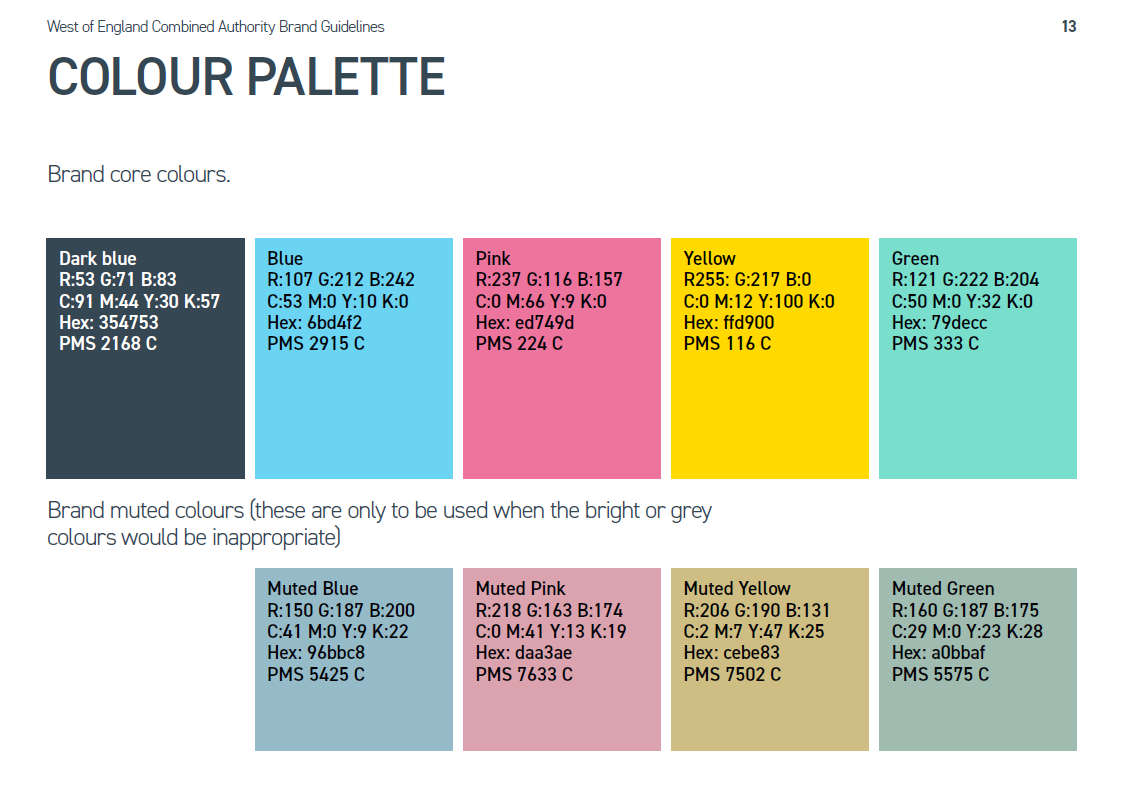 West of England Combined Authority Brand Guidelines
13
COLOUR PALETTE
Brand core colours.
Dark blue
R:53 G:71 B:83
C:91 M:44 Y:30 K:57
Hex: 354753
PMS 2168 C
Blue
R:107 G:212 B:242
C:53 M:0 Y:10 K:0
Hex: 6bd4f2
PMS 2915 C
Pink
R:237 G:116 B:157
C:0 M:66 Y:9 K:0
Hex: ed749d
PMS 224 C
Yellow
R255: G:217 B:0
C:0 M:12 Y:100 K:0
Hex: ffd900
PMS 116 C
Green
R:121 G:222 B:204
C:50 M:0 Y:32 K:0
Hex: 79decc
PMS 333 C
Brand muted colours (these are only to be used when the bright or grey
colours would be inappropriate)
Muted Blue
R:150 G:187 B:200
C:41 M:0 Y:9 K:22
Hex: 96bbc8
PMS 5425 C
Muted Pink
R:218 G:163 B:174
C:0 M:41 Y:13 K:19
Hex: daa3ae
PMS 7633 C
Muted Yellow
R:206 G:190 B:131
C:2 M:7 Y:47 K:25
Hex: cebe83
PMS 7502 C
Muted Green
R:160 G:187 B:175
C:29 M:0 Y:23 K:28
Hex: a0bbaf
PMS 5575 C